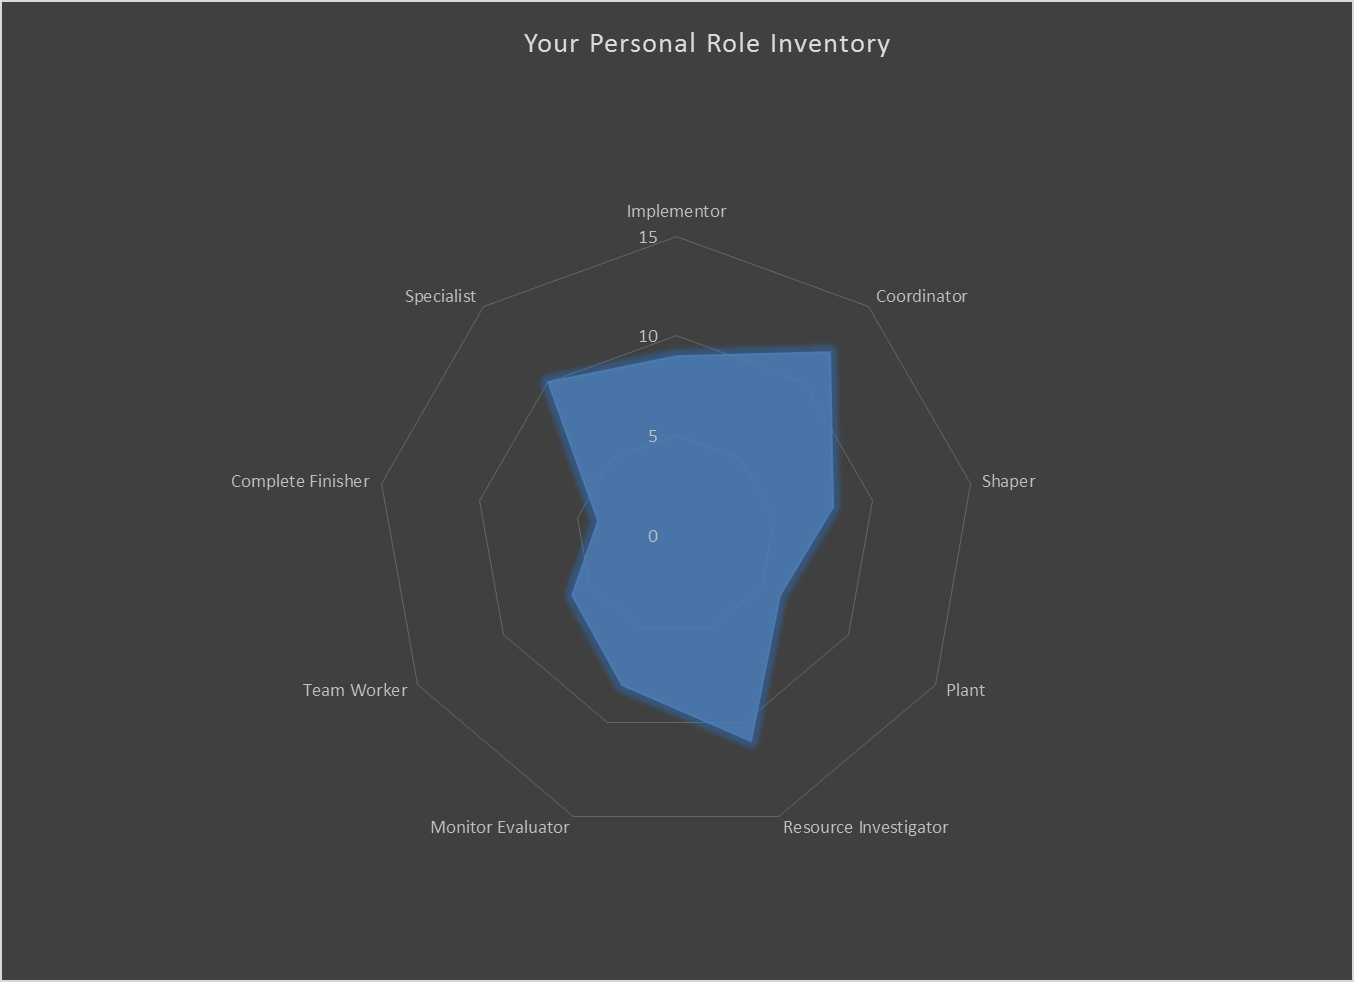 Your Personal Role Inventory
Implementor
15
Specialist
Coordinator
10
5
Complete Finisher
Shaper
0
Team Worker
Plant
Monitor Evaluator
Resource Investigator